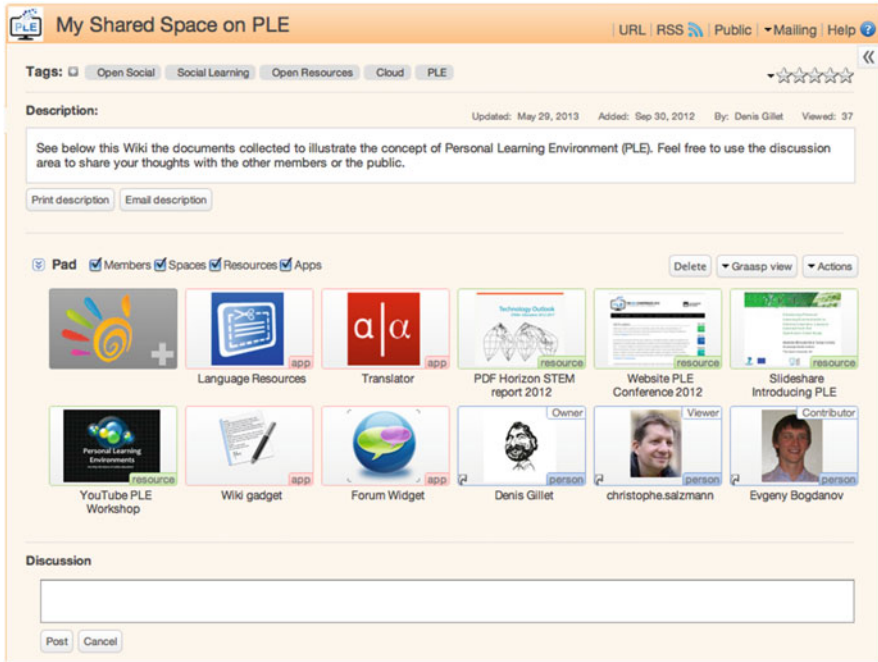 PLE
My Shared Space on PLE
URL | RSS | Public | Mailing | Help ?
Tags: Open Social Social Learning Open Resources Cloud PLE
Description:
Updated: May 29, 2013 Added: Sep 30, 2012 By: Denis Gillet Viewed: 37
See below this Wiki the documents collected to illustrate the concept of Personal Learning Environment (PLE). Feel free to use the discussion
area to share your thoughts with the other members or the public.
Print description Email description
Pad Members Spaces Resources Apps
Delete Graasp view Actions
a|α
Technology Outlook
app app resource resource resource
Language Resources Translator PDF Horizon STEM Website PLE Slideshare
report 2012 Conference 2012 Introducing PLE
Owner Viewer Contributor
Personal Learning
Environments
resource app app person person person
YouTube PLE Wiki gadget Forum Widget Denis Gillet christophe.salzmann Evgeny Bogdanov
Workshop
Discussion
Post Cancel